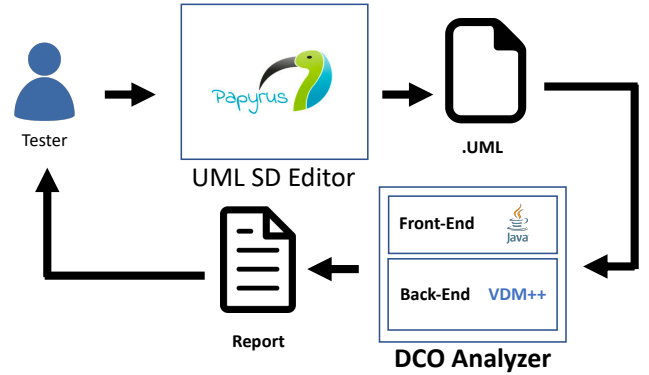 Papyrus
Tester
UML SD Editor
.UML
Front-End
Java
Back-End VDM++
Report
DCO Analyzer